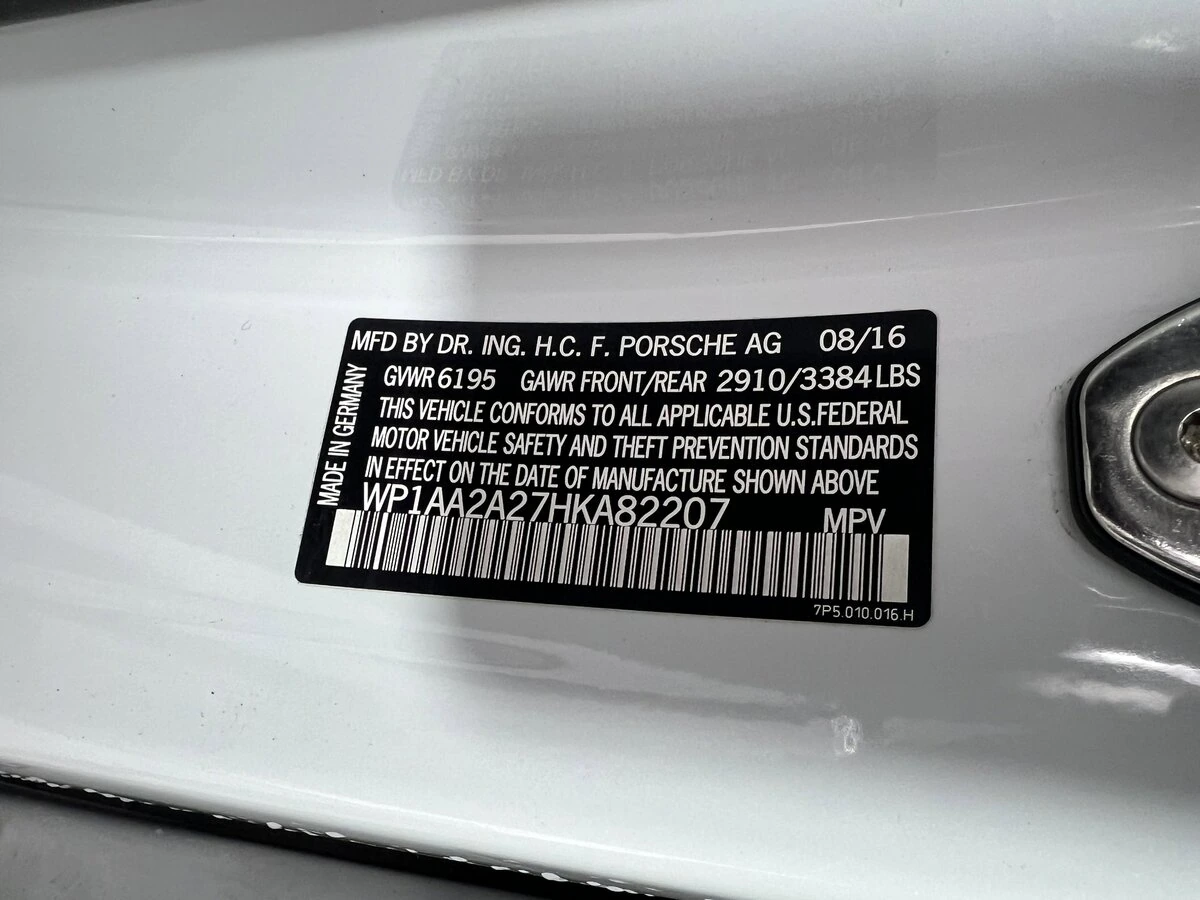 MFD BY DR. ING. H.C. F. PORSCHE AG 08/16
GVWR 6195 GAWR FRONT/REAR 2910/3384 LBS
THIS VEHICLE CONFORMS TO ALL APPLICABLE U.S.FEDERAL
MOTOR VEHICLE SAFETY AND THEFT PREVENTION STANDARDS
IN EFFECT ON THE DATE OF MANUFACTURE SHOWN ABOVE
WP1AA2A27HKA82207 MPV
7P5.010.016.H
MADE IN GERMANY